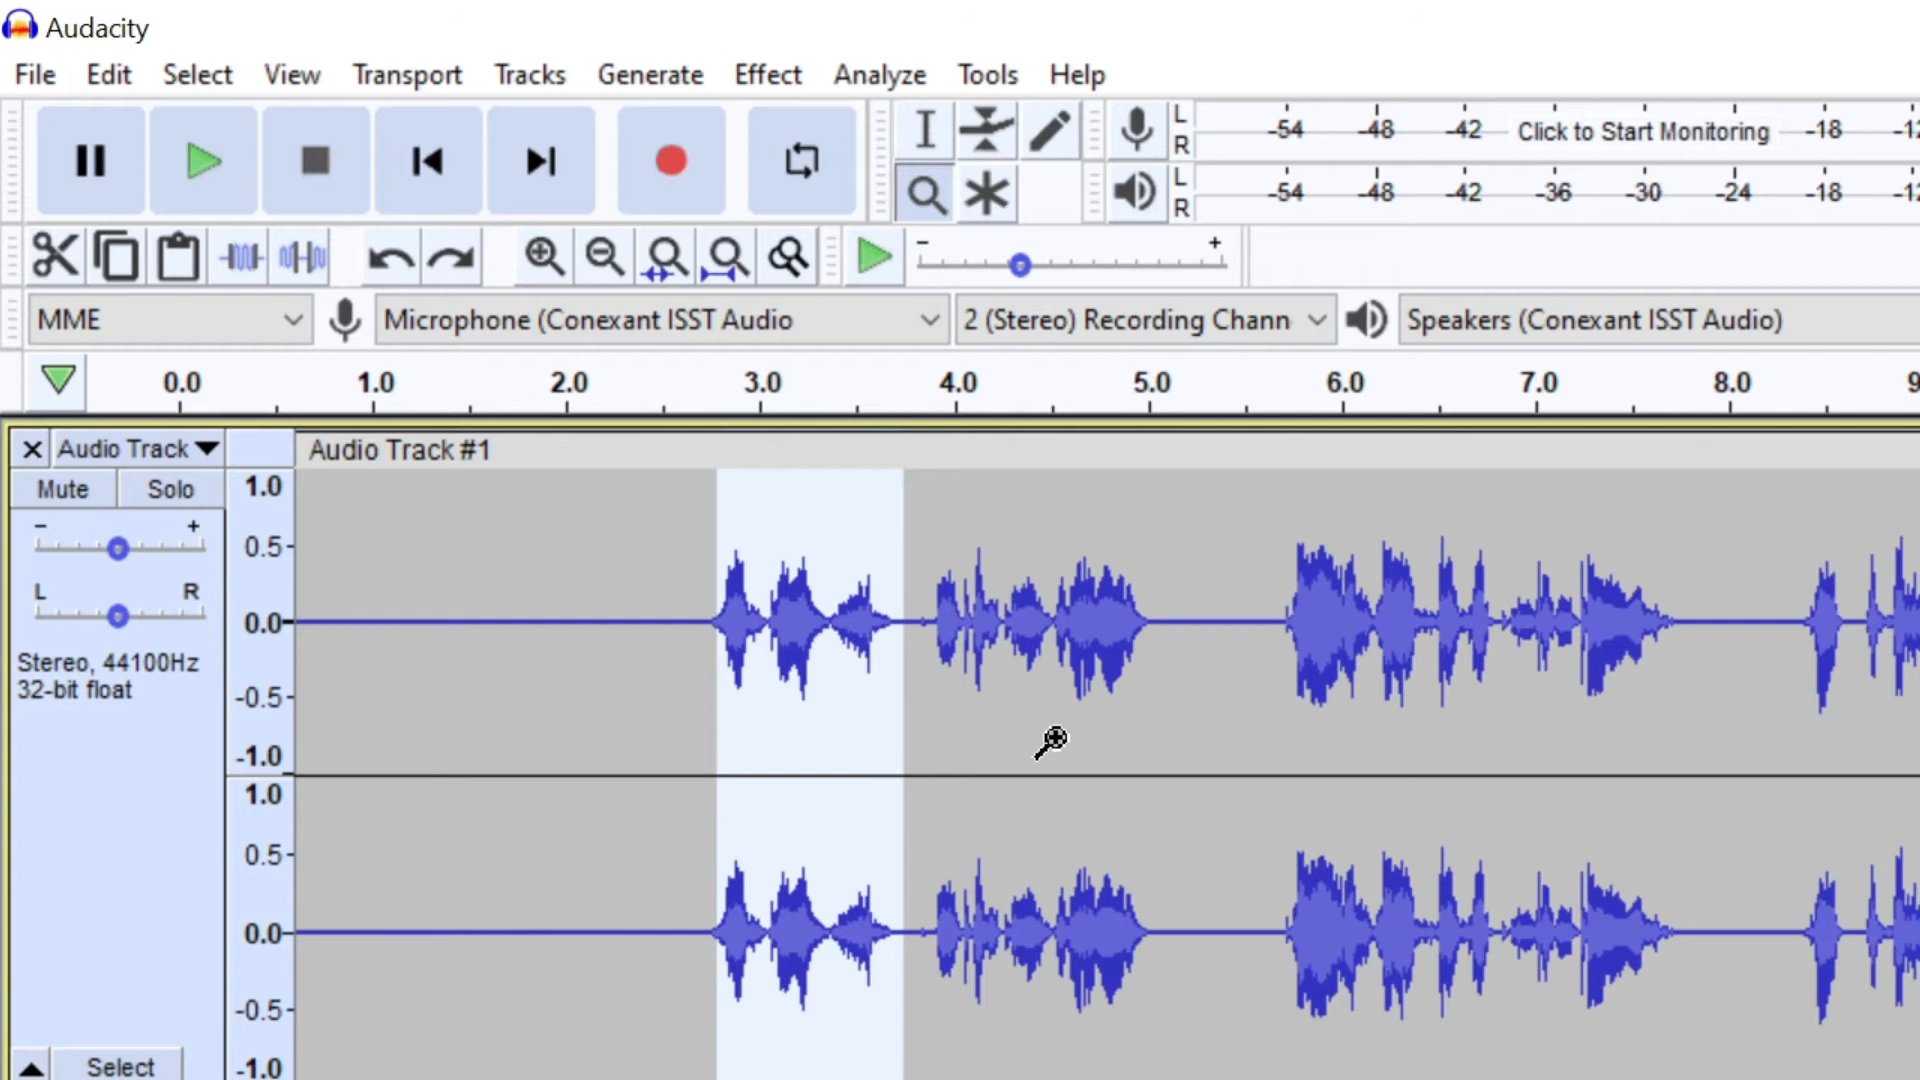 Audacity
File Edit Select View Transport Tracks Generate Effect Analyze Tools Help
L
R
-54 -48 -42 Click to Start Monitoring -18 -12
L
R
-54 -48 -42 -36 -30 -24 -18 -12
- +
MME
Microphone (Conexant ISST Audio
2 (Stereo) Recording Chann
Speakers (Conexant ISST Audio)
0.0 1.0 2.0 3.0 4.0 5.0 6.0 7.0 8.0 9
Audio Track
Audio Track #1
Mute Solo
- +
L R
Stereo, 44100Hz
32-bit float
Select
1.0
0.5
0.0
-0.5
-1.0
1.0
0.5
0.0
-0.5
-1.0